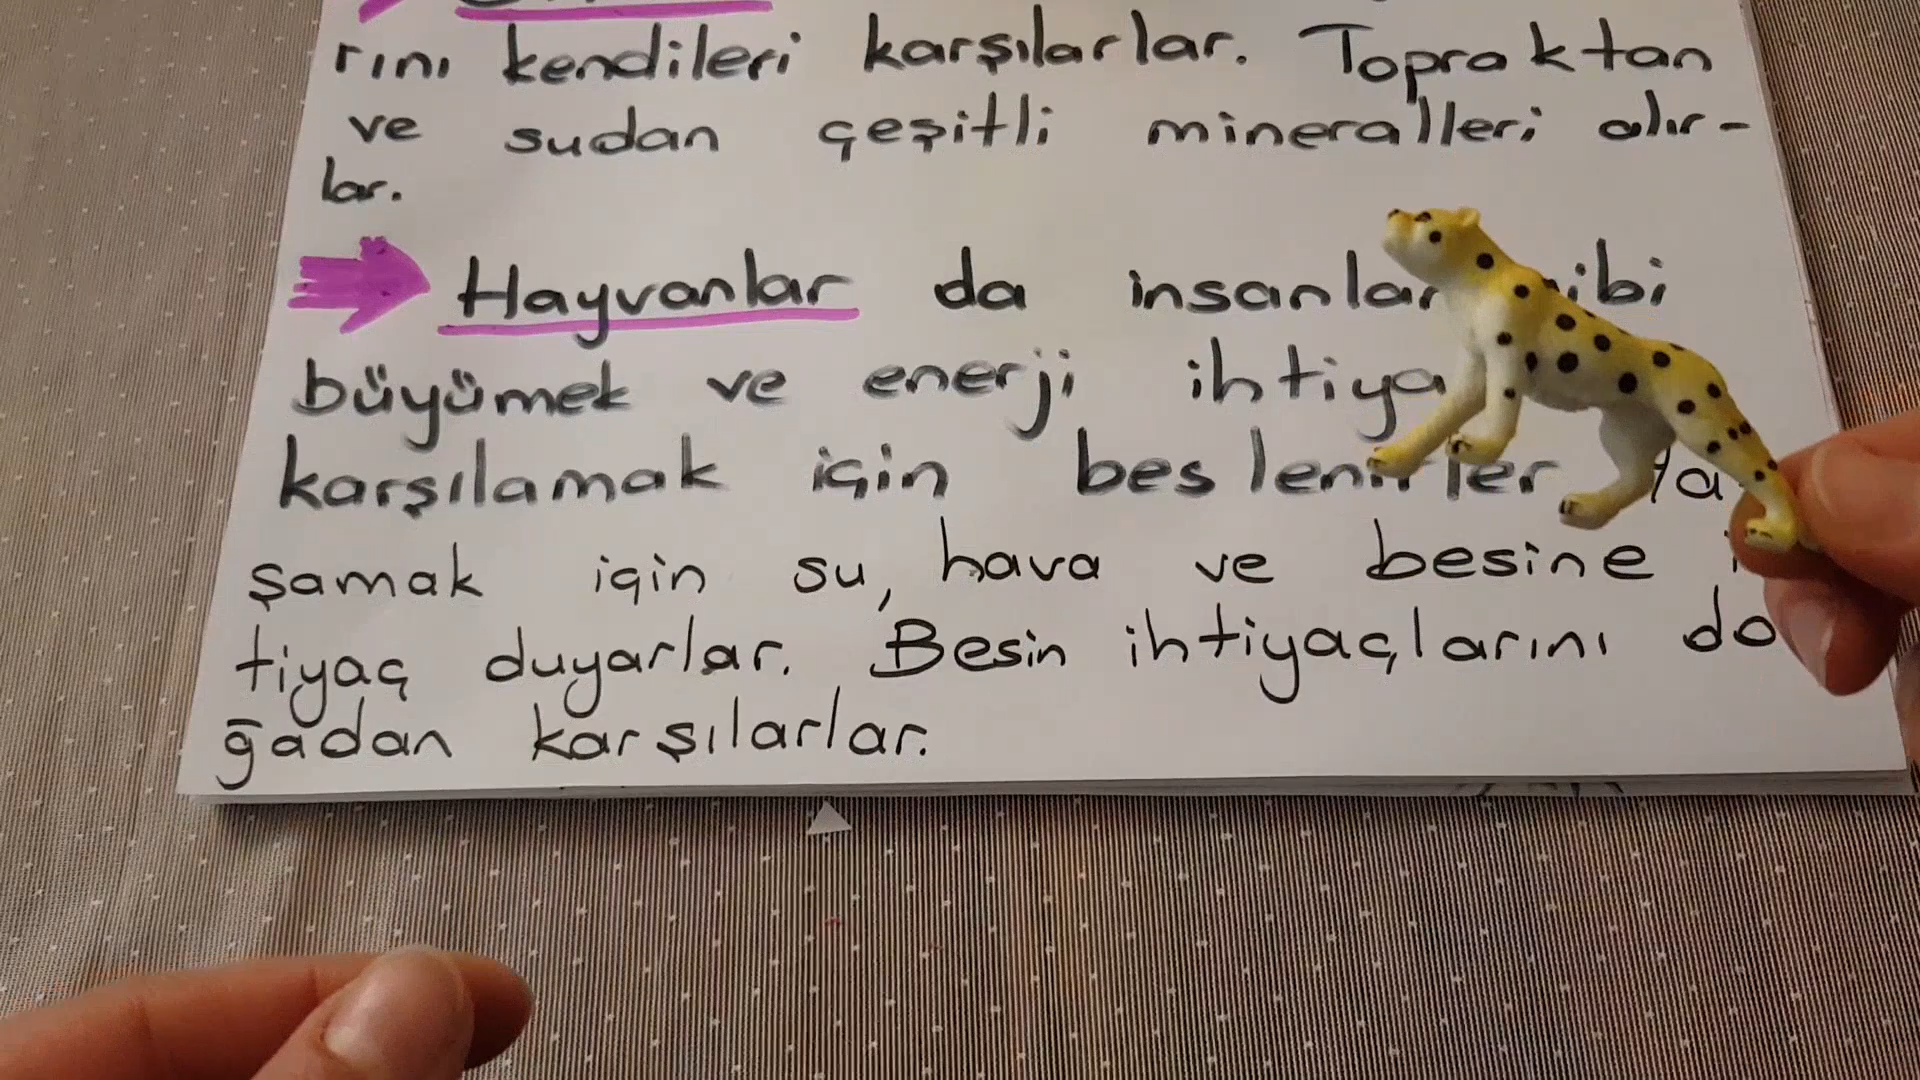 rını kendileri karşılarlar. Topraktan
ve sudan çeşitli mineralleri alır-
lar.
Hayvanlar da insanlar
büyümek ve enerji
karşılamak için beslenirler
şamak için su, hava ve besine
tiyaç duyarlar. Besin ihtiyaçlarını do
ğadan karşılarlar.